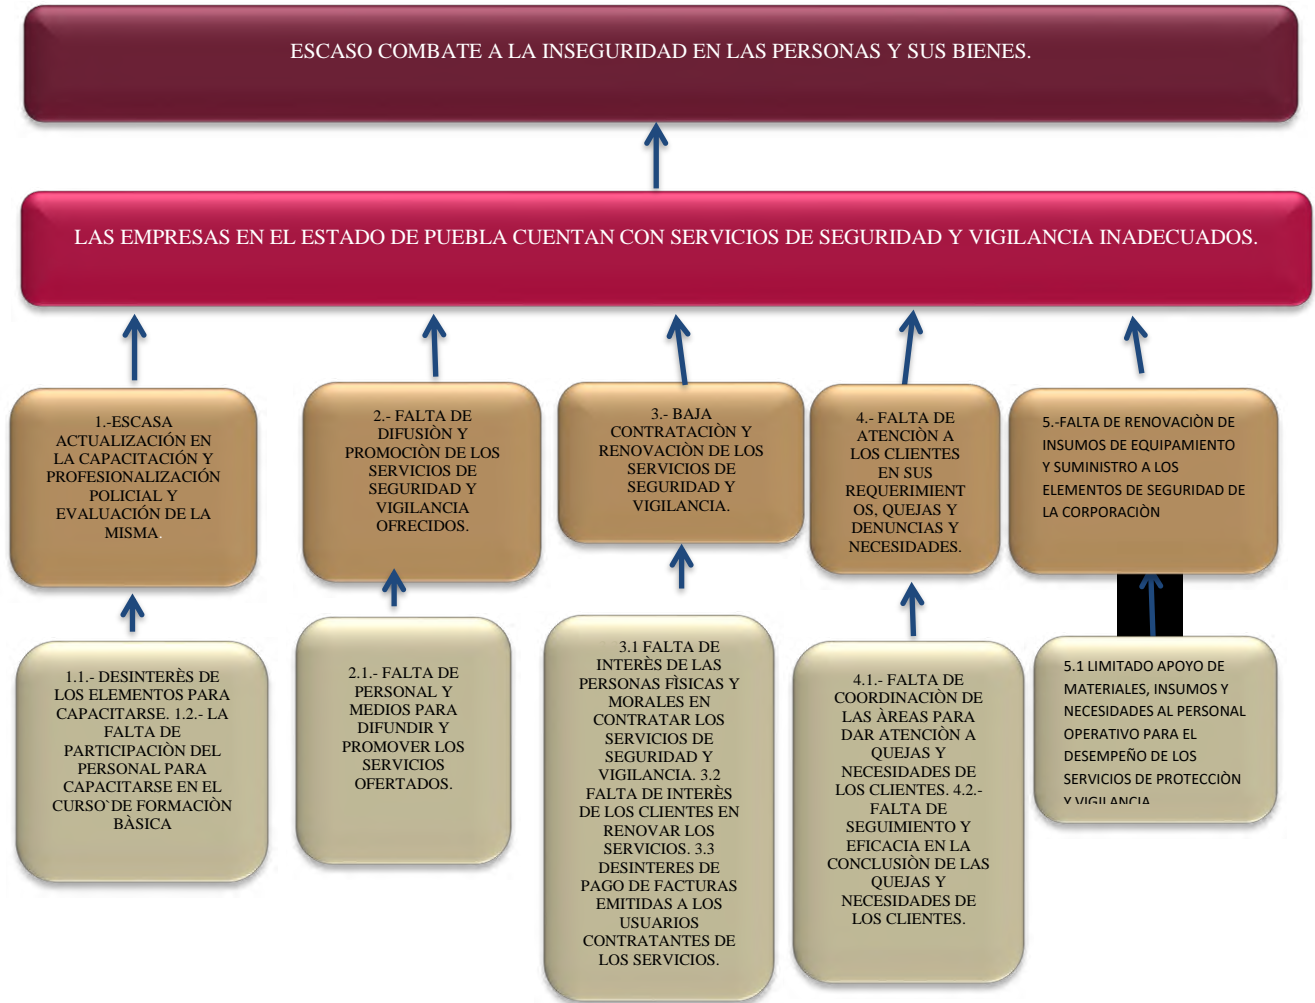 ESCASO COMBATE A LA INSEGURIDAD EN LAS PERSONAS Y SUS BIENES.
LAS EMPRESAS EN EL ESTADO DE PUEBLA CUENTAN CON SERVICIOS DE SEGURIDAD Y VIGILANCIA INADECUADOS.
1.-ESCASA
ACTUALIZACIÓN EN
LA CAPACITACIÓN Y
PROFESIONALIZACIÓN
POLICIAL Y
EVALUACIÓN DE LA
MISMA.
2.- FALTA DE
DIFUSIÒN Y
PROMOCIÒN DE LOS
SERVICIOS DE
SEGURIDAD Y
VIGILANCIA
OFRECIDOS.
3.- BAJA
CONTRATACIÒN Y
RENOVACIÒN DE LOS
SERVICIOS DE
SEGURIDAD Y
VIGILANCIA.
4.- FALTA DE
ATENCIÒN A
LOS CLIENTES
EN SUS
REQUERIMIENT
OS, QUEJAS Y
DENUNCIAS Y
NECESIDADES.
5.-FALTA DE RENOVACIÒN DE
INSUMOS DE EQUIPAMIENTO
Y SUMINISTRO A LOS
ELEMENTOS DE SEGURIDAD DE
LA CORPORACIÒN
1.1.- DESINTERÈS DE
LOS ELEMENTOS PARA
CAPACITARSE. 1.2.- LA
FALTA DE
PARTICIPACIÒN DEL
PERSONAL PARA
CAPACITARSE EN EL
CURSO`DE FORMACIÒN
BÀSICA
2.1.- FALTA DE
PERSONAL Y
MEDIOS PARA
DIFUNDIR Y
PROMOVER LOS
SERVICIOS
OFERTADOS.
3.1 FALTA DE
INTERÈS DE LAS
PERSONAS FÌSICAS Y
MORALES EN
CONTRATAR LOS
SERVICIOS DE
SEGURIDAD Y
VIGILANCIA. 3.2
FALTA DE INTERÈS
DE LOS CLIENTES EN
RENOVAR LOS
SERVICIOS. 3.3
DESINTERES DE
PAGO DE FACTURAS
EMITIDAS A LOS
USUARIOS
CONTRATANTES DE
LOS SERVICIOS.
4.1.- FALTA DE
COORDINACIÒN DE
LAS ÀREAS PARA
DAR ATENCIÒN A
QUEJAS Y
NECESIDADES DE
LOS CLIENTES. 4.2.-
FALTA DE
SEGUIMIENTO Y
EFICACIA EN LA
CONCLUSIÒN DE LAS
QUEJAS Y
NECESIDADES DE
LOS CLIENTES.
5.1 LIMITADO APOYO DE
MATERIALES, INSUMOS Y
NECESIDADES AL PERSONAL
OPERATIVO PARA EL
DESEMPEÑO DE LOS
SERVICIOS DE PROTECCIÒN
Y VIGILANCIA